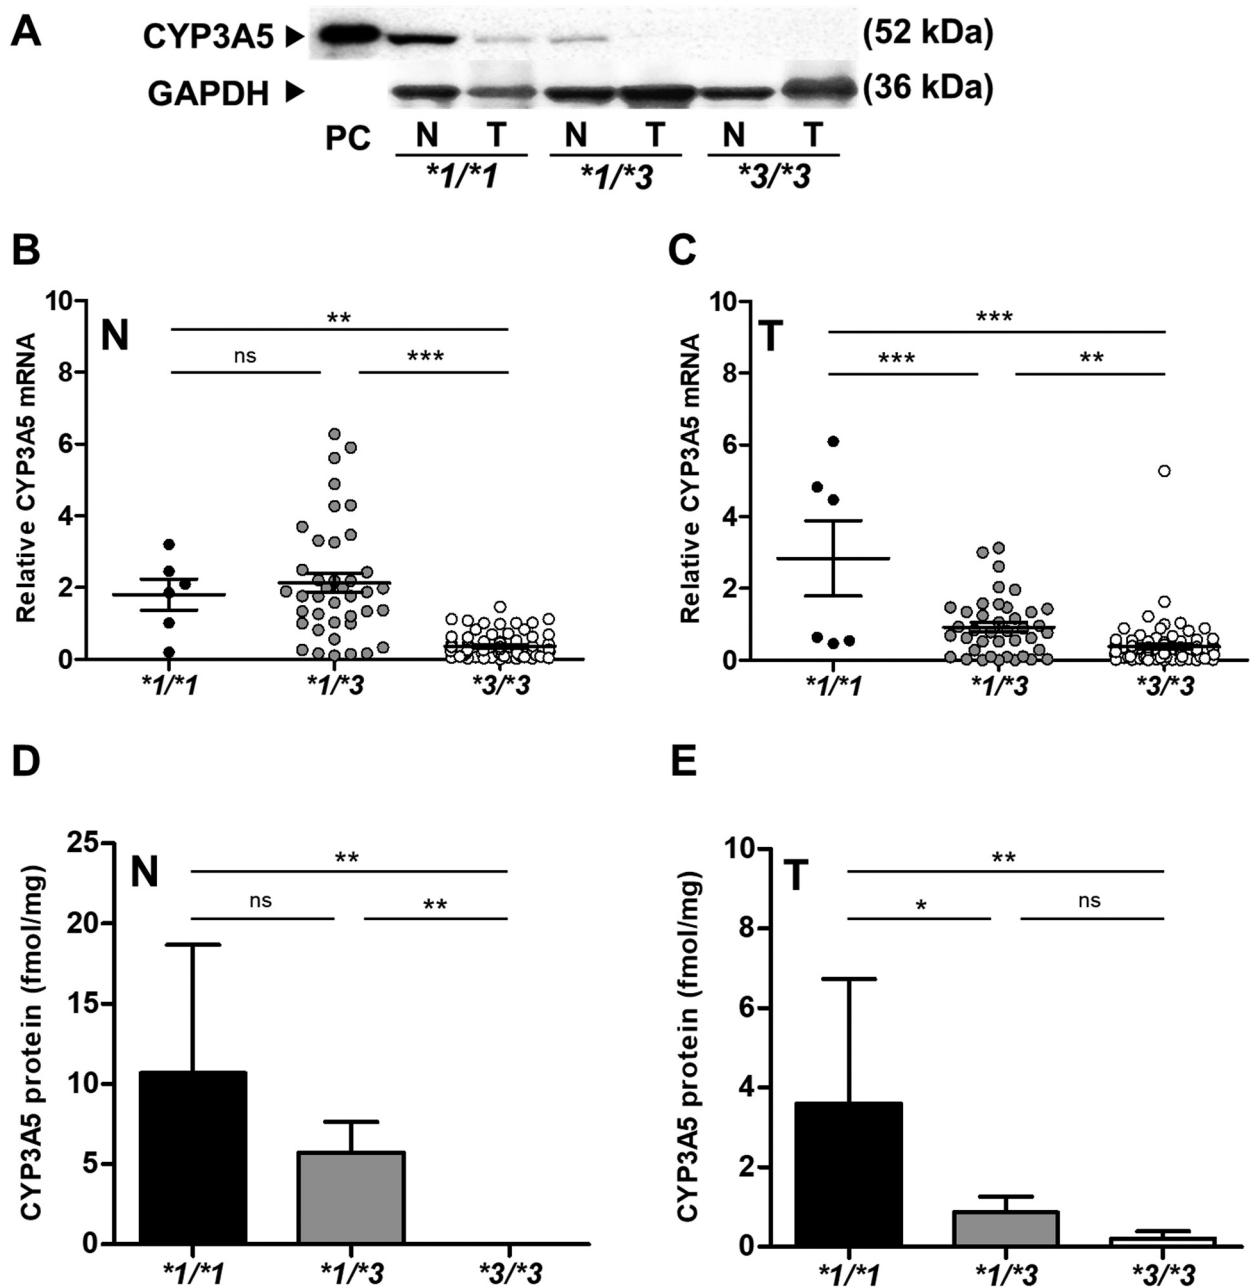 A
CYP3A5 (52 kDa)
GAPDH (36 kDa)
PC N T N T N T
*1/*1 *1/*3 *3/*3
B
Relative CYP3A5 mRNA
N
**
ns ***
10
8
6
4
2
0
*1/*1 *1/*3 *3/*3
C
Relative CYP3A5 mRNA
T
***
*** **
10
8
6
4
2
0
*1/*1 *1/*3 *3/*3
D
CYP3A5 protein (fmol/mg)
N
**
ns **
25
20
15
10
5
0
*1/*1 *1/*3 *3/*3
E
CYP3A5 protein (fmol/mg)
T
**
* ns
10
8
6
4
2
0
*1/*1 *1/*3 *3/*3